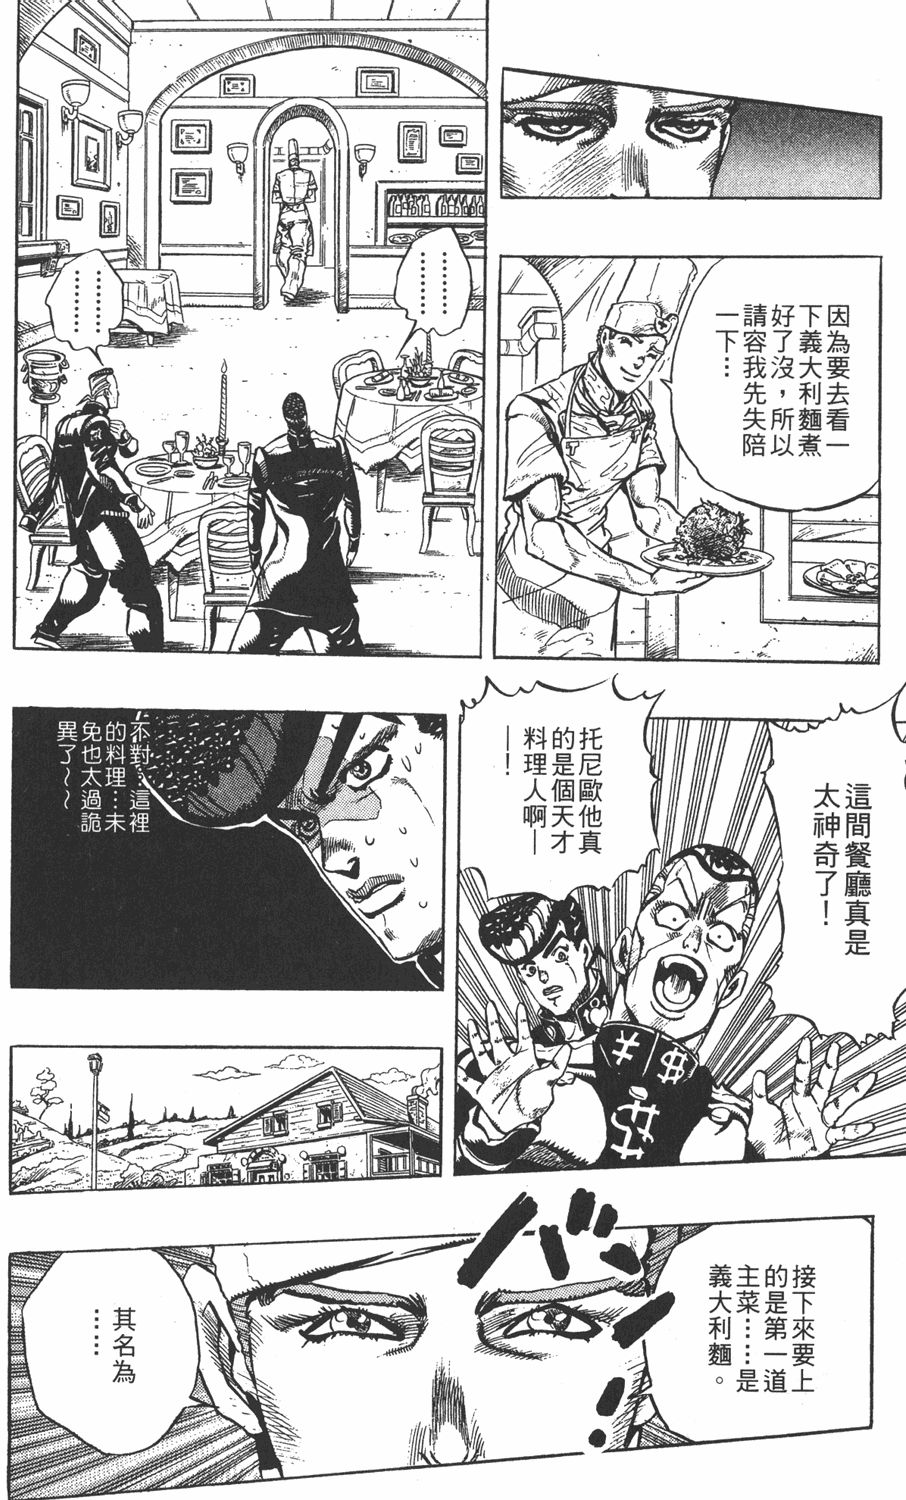 因為要去看一
下義大利麵煮
好了沒，所以
請容我先失陪
一下…
…………
…………
這間餐廳真是
太神奇了！
托尼歐他真
的是個天才
料理人啊—
—！
不對…這裡
的料理…未
免也太過詭
異了～～
接下來要上
的是第一道
主菜……是
義大利麵。
バン！
其名為
……